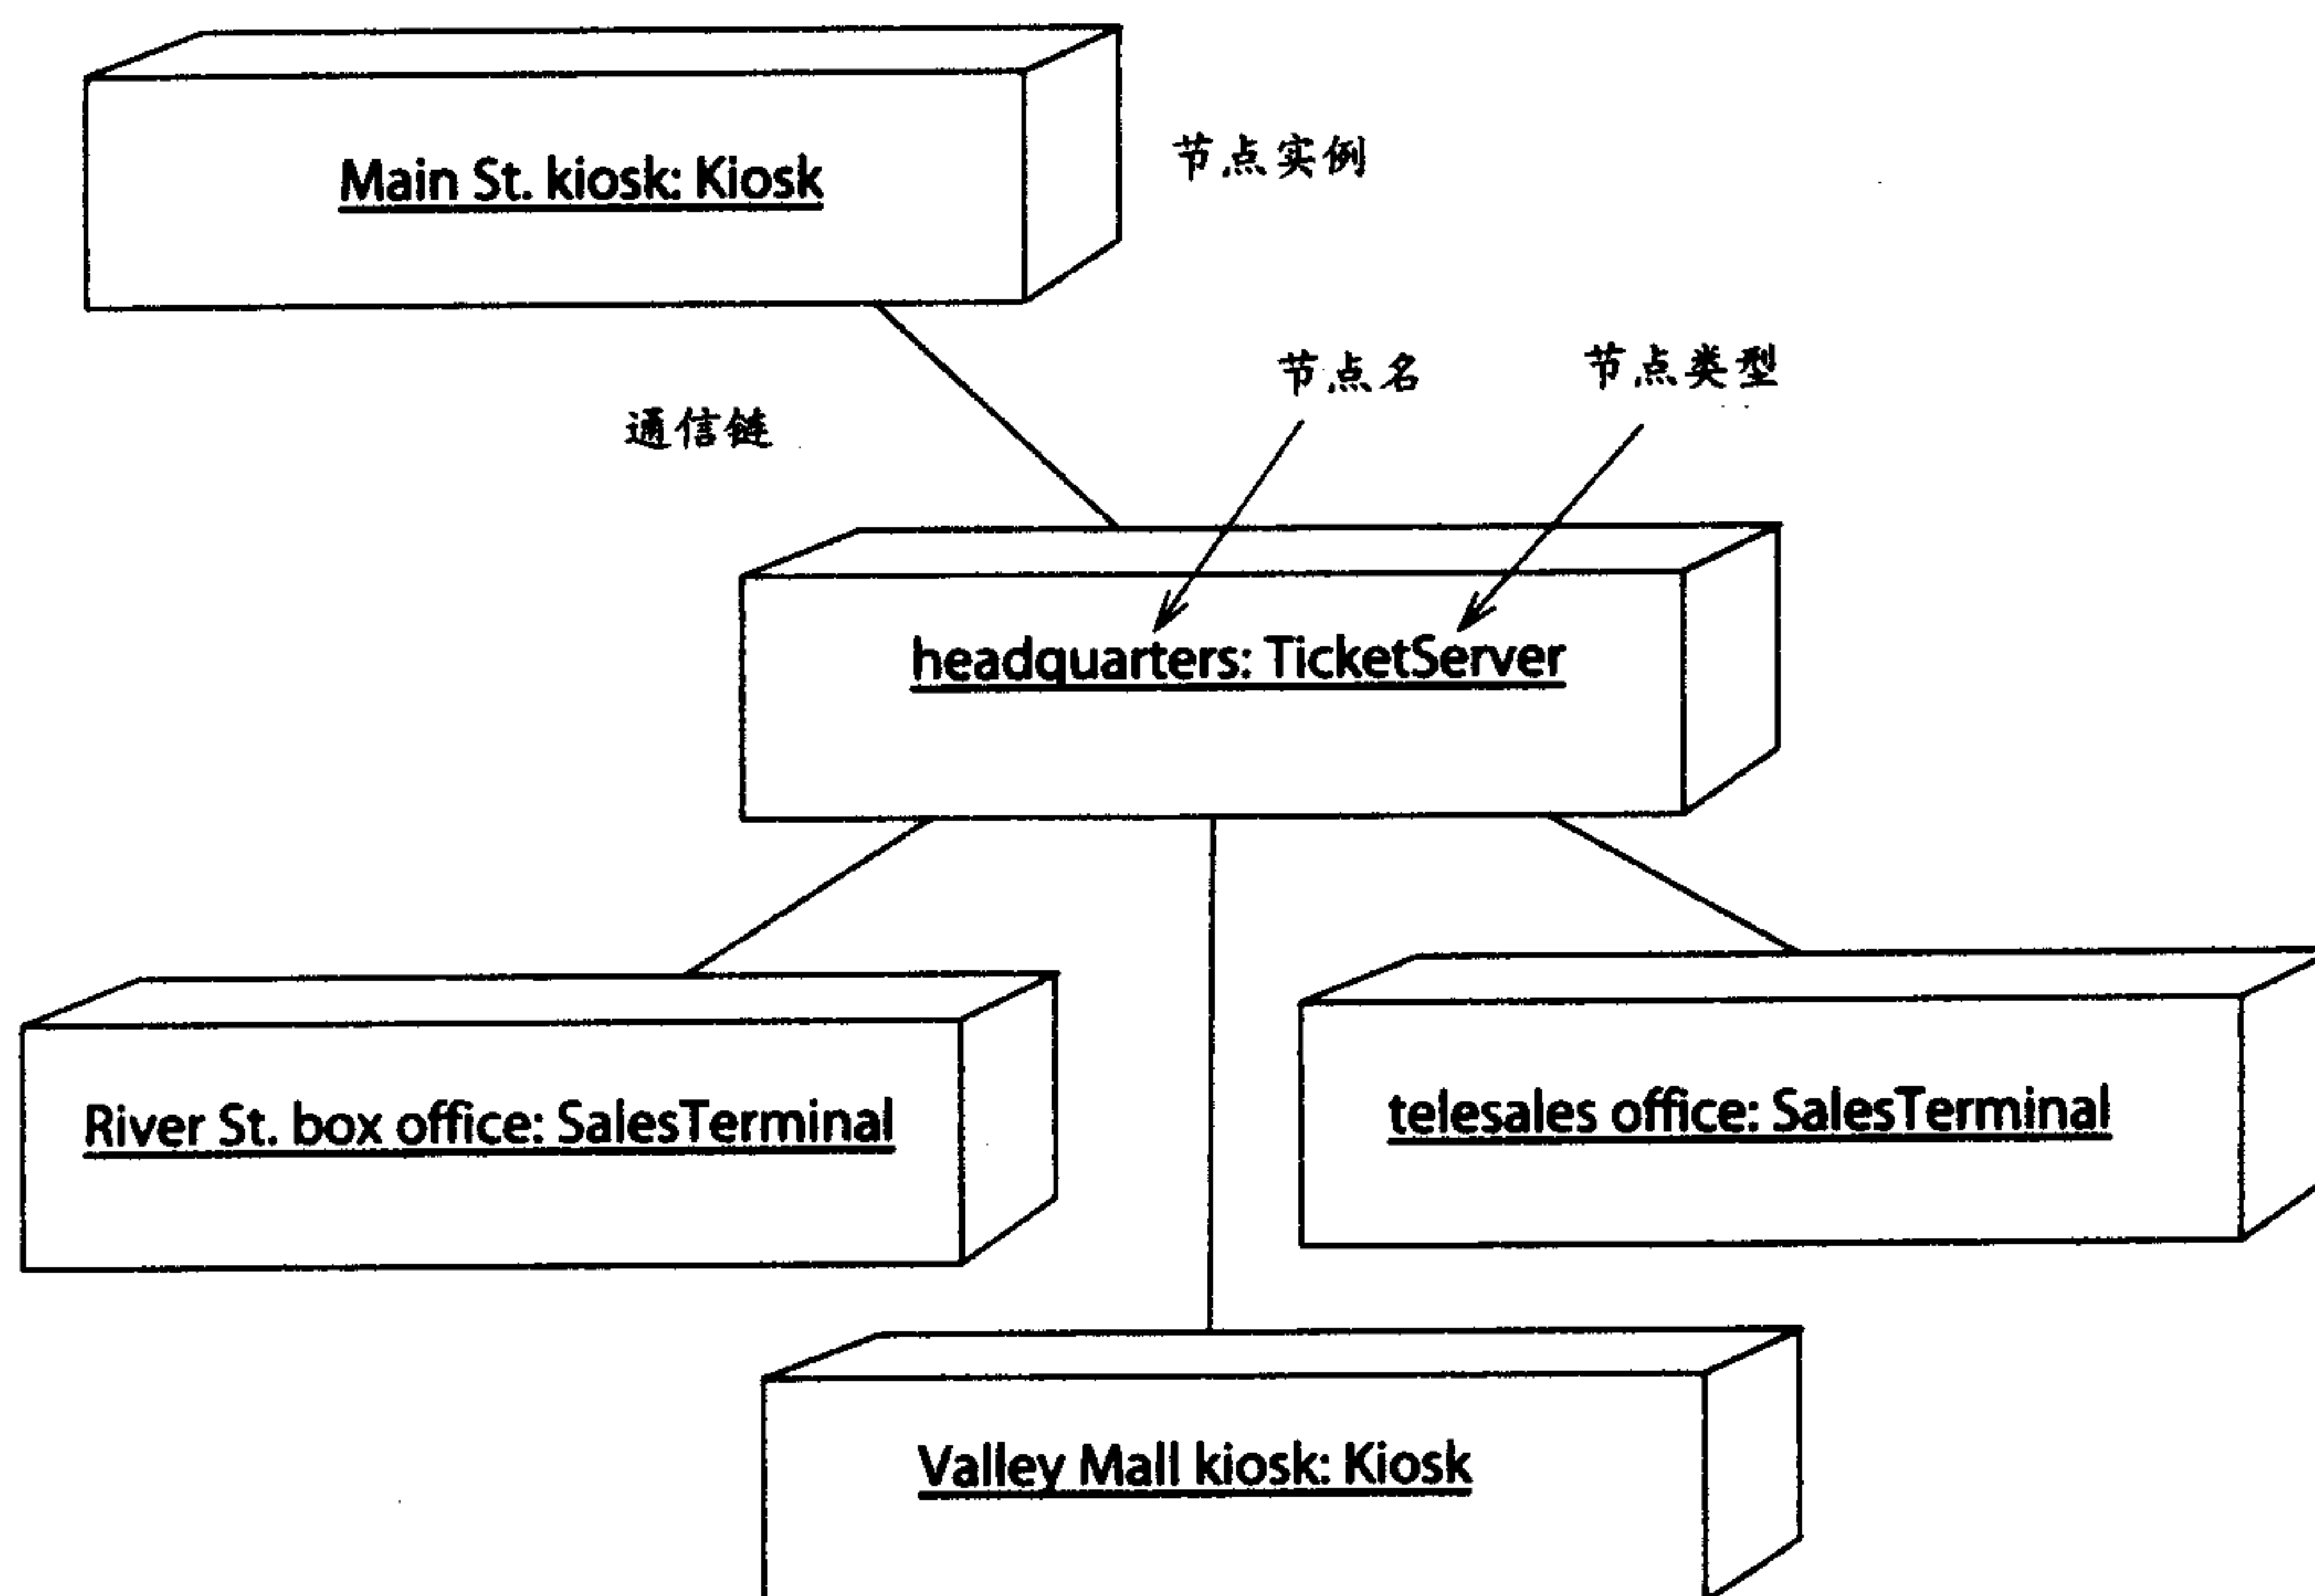 Main St. kiosk: Kiosk
节点实例
节点名
节点类型
通信链
headquarters: TicketServer
River St. box office: SalesTerminal
telesales office: SalesTerminal
Valley Mall kiosk: Kiosk